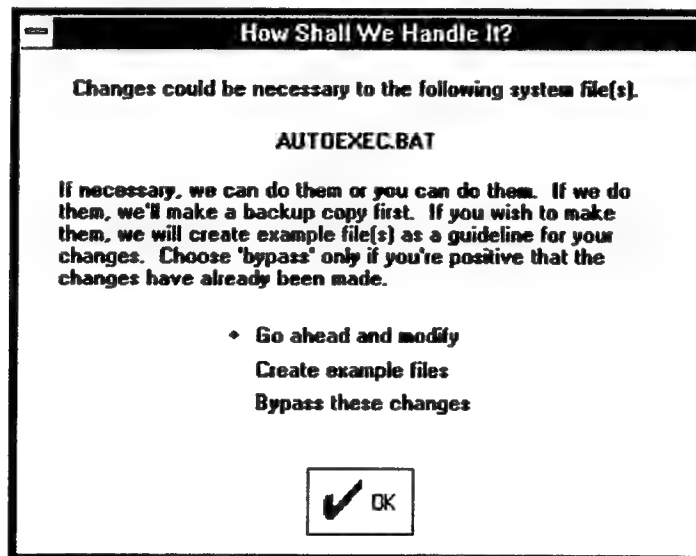 How Shall We Handle It?
Changes could be necessary to the following system file(s).
AUTOEXEC.BAT
If necessary, we can do them or you can do them. If we do
them, we'll make a backup copy first. If you wish to make
them, we will create example file(s) as a guideline for your
changes. Choose 'bypass' only if you're positive that the
changes have already been made.
Go ahead and modify
Create example files
Bypass these changes
OK